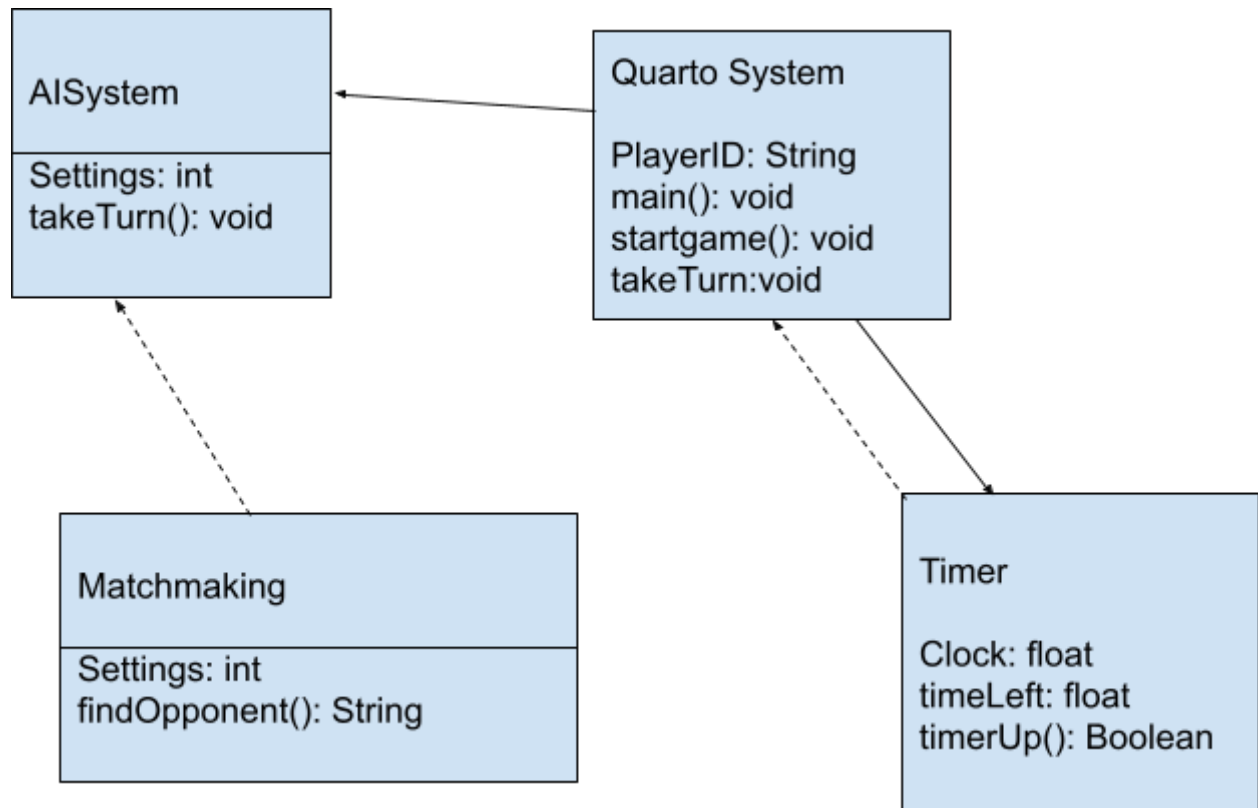 AISystem
Settings: int
takeTurn(): void
Quarto System
PlayerID: String
main(): void
startgame(): void
takeTurn:void
Matchmaking
Settings: int
findOpponent(): String
Timer
Clock: float
timeLeft: float
timerUp(): Boolean